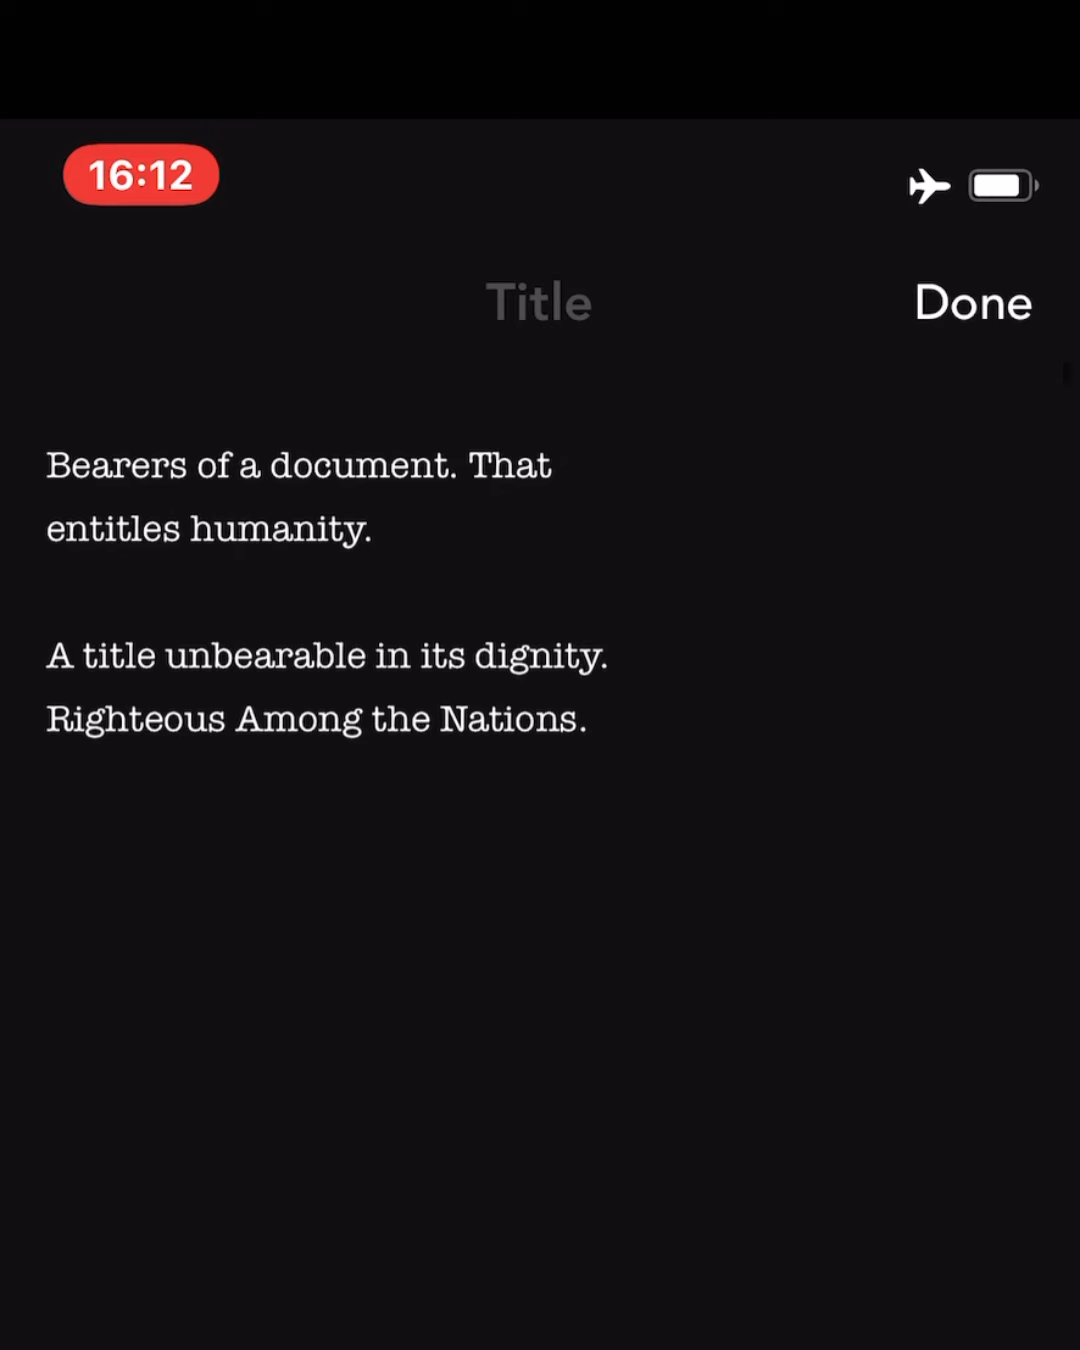 16:12
Title
Done
Bearers of a document. That
entitles humanity.
A title unbearable in its dignity.
Righteous Among the Nations.